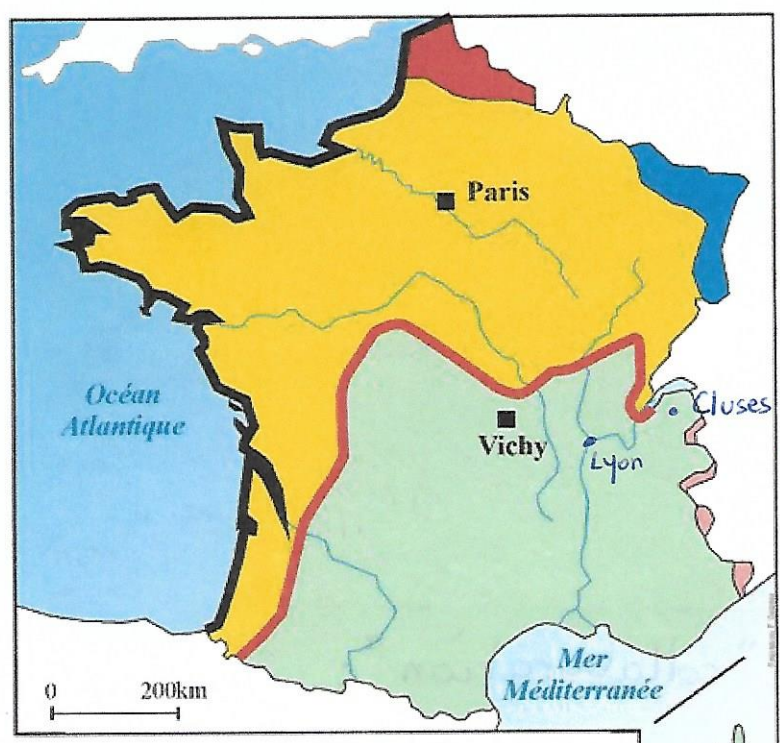 Paris
Océan
Atlantique
Cluses
Vichy
Lyon
Mer
Méditerranée
0 200km